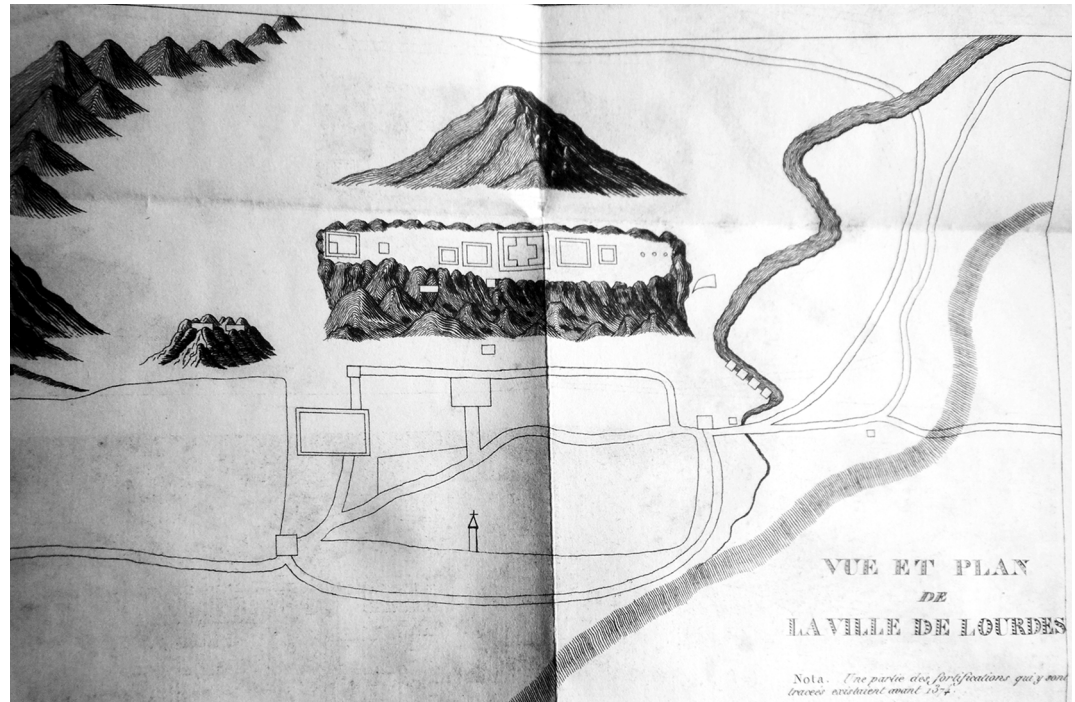 VUE ET PLAN
DE
LA VILLE DE LOURDES
Nota. Une partie des fortifications qui y sont
tracées existaient avant